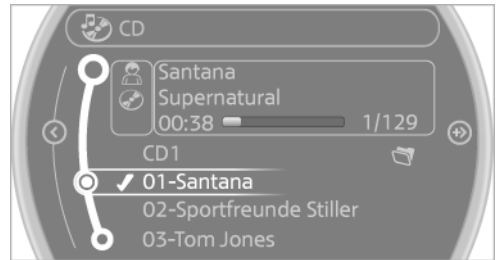 CD
Santana
Supernatural
00:38 1/129
CD1
01-Santana
02-Sportfreunde Stiller
03-Tom Jones